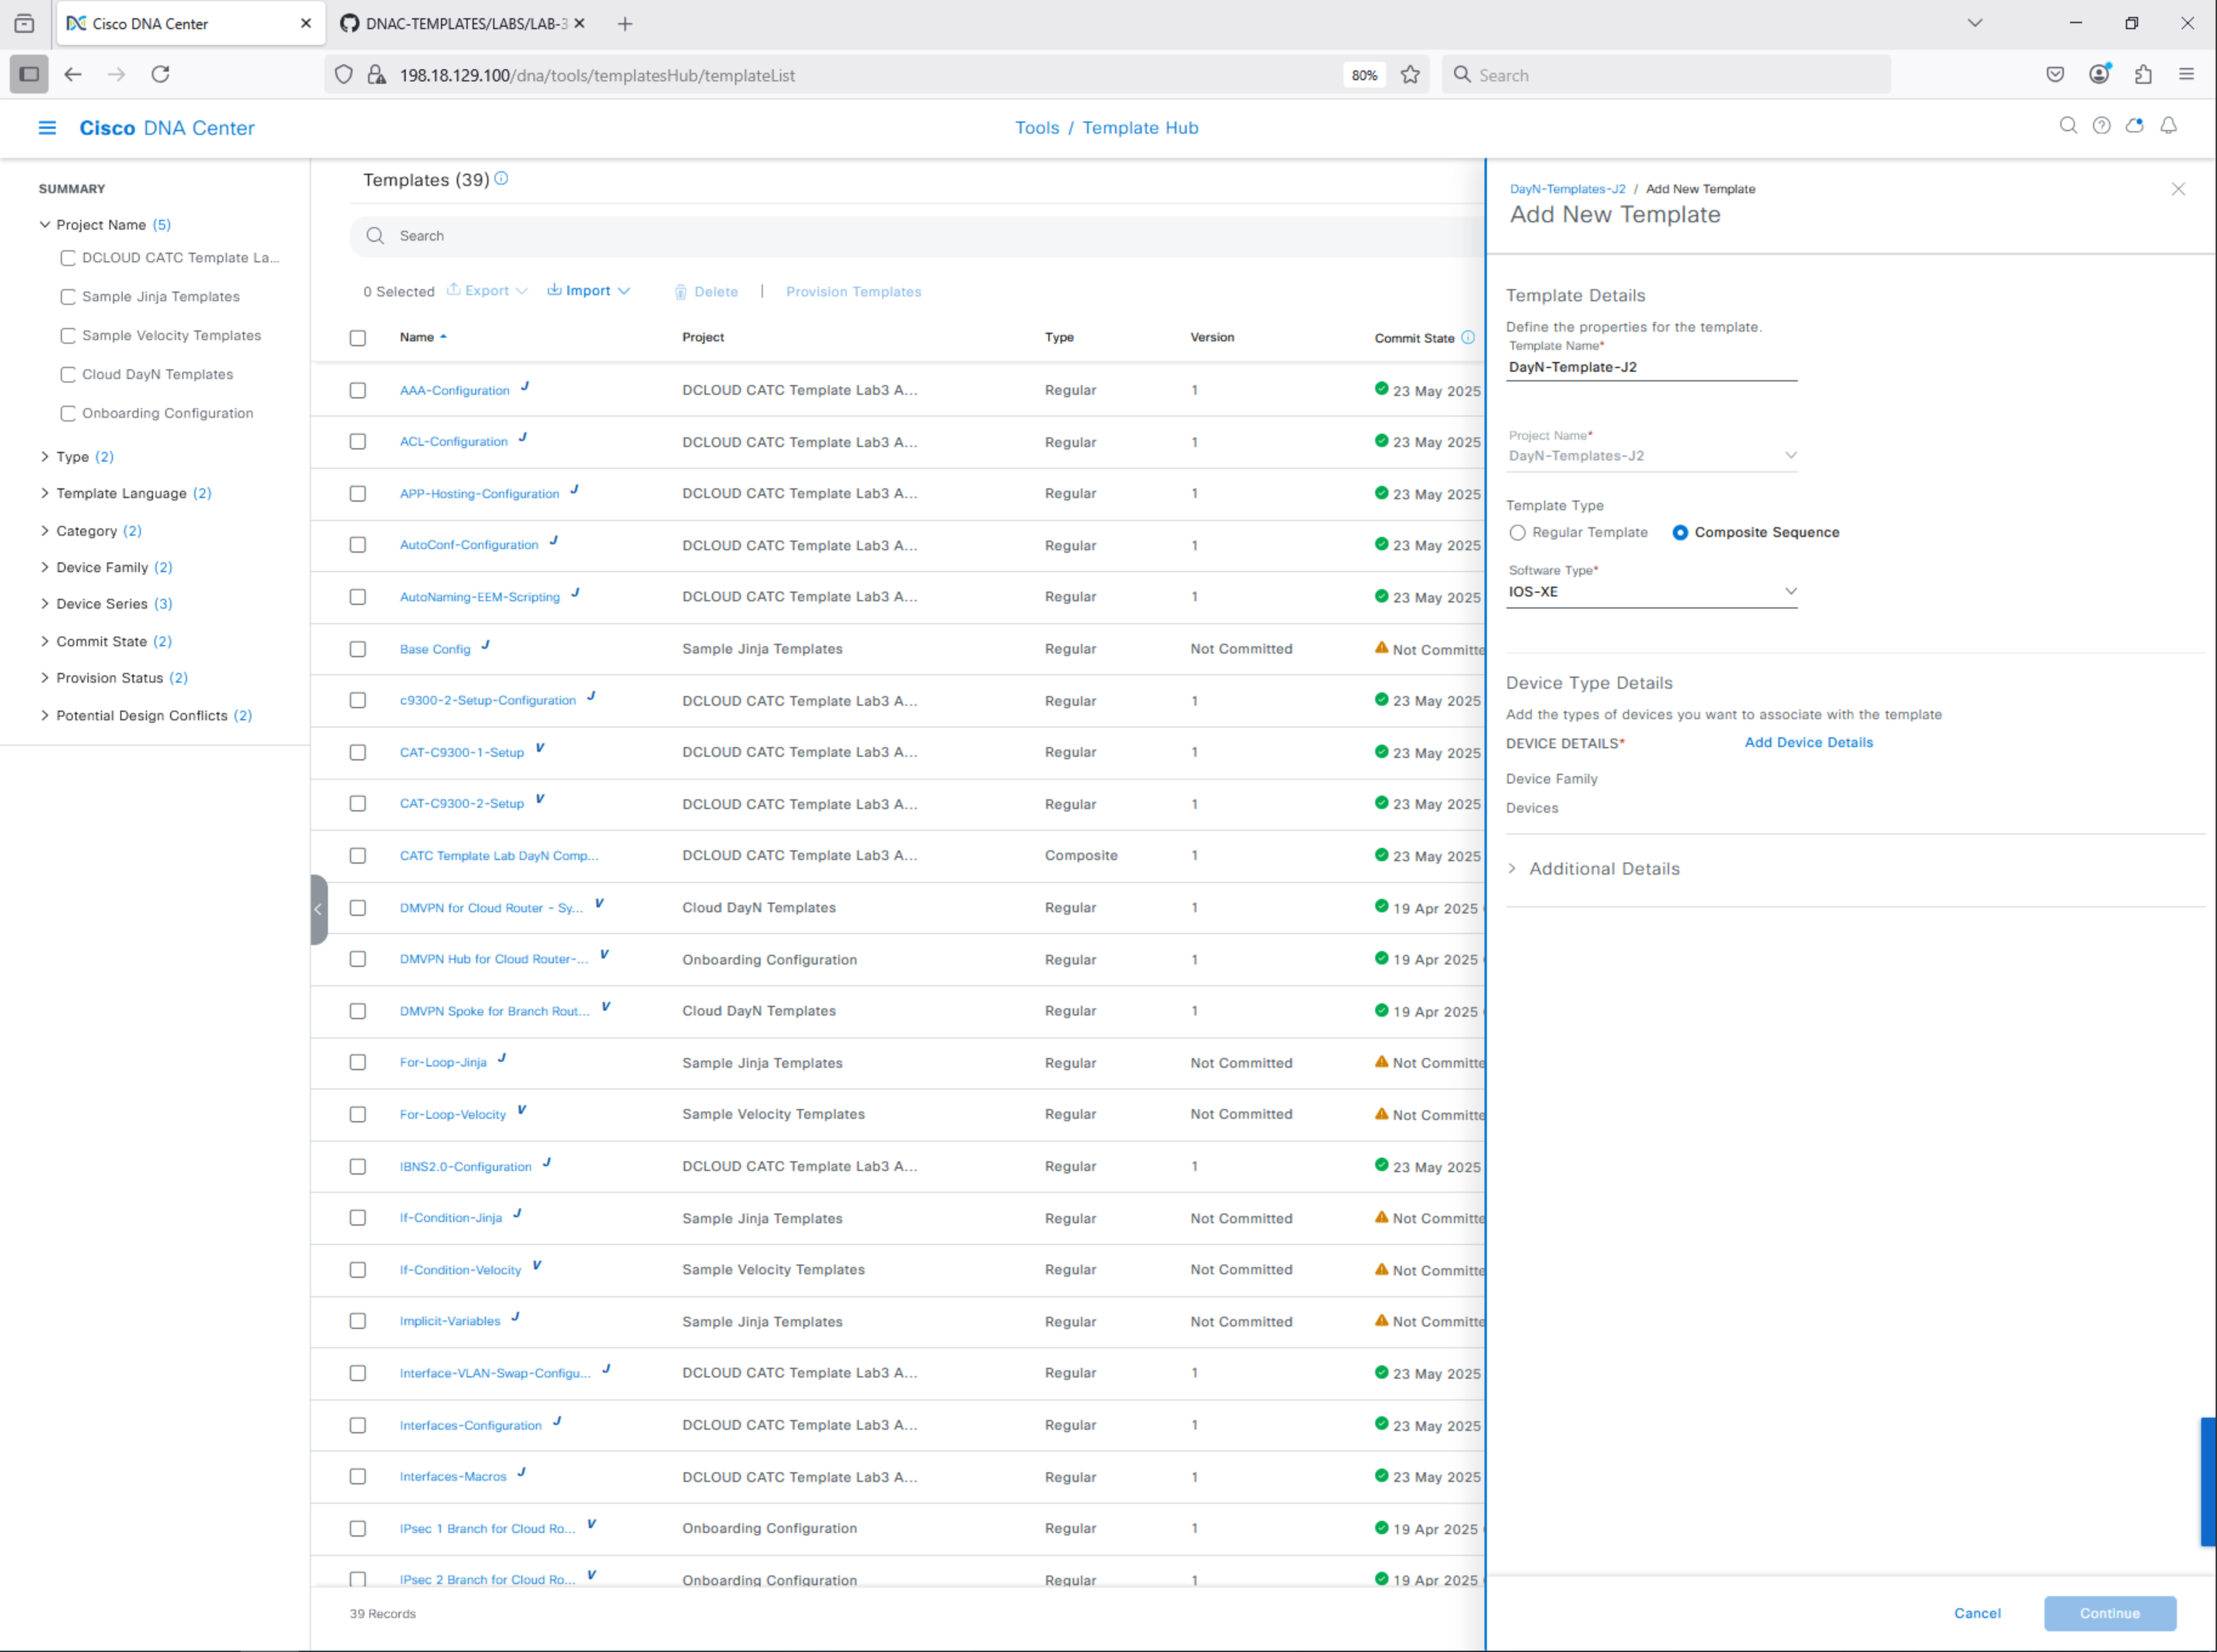 Cisco DNA Center
DNAC-TEMPLATES/LABS/LAB-3
198.18.129.100/dna/tools/templatesHub/templateList
80%
Search
Cisco DNA Center
Tools / Template Hub
SUMMARY
Project Name (5)
DCLOUD CATC Template La...
Sample Jinja Templates
Sample Velocity Templates
Cloud DayN Templates
Onboarding Configuration
Type (2)
Template Language (2)
Category (2)
Device Family (2)
Device Series (3)
Commit State (2)
Provision Status (2)
Potential Design Conflicts (2)
Templates (39)
Search
0 Selected Export Import Delete | Provision Templates
Name Project Type Version Commit State
AAA-Configuration J DCLOUD CATC Template Lab3 A... Regular 1 23 May 2025
ACL-Configuration J DCLOUD CATC Template Lab3 A... Regular 1 23 May 2025
APP-Hosting-Configuration J DCLOUD CATC Template Lab3 A... Regular 1 23 May 2025
AutoConf-Configuration J DCLOUD CATC Template Lab3 A... Regular 1 23 May 2025
AutoNaming-EEM-Scripting J DCLOUD CATC Template Lab3 A... Regular 1 23 May 2025
Base Config J Sample Jinja Templates Regular Not Committed Not Committe
c9300-2-Setup-Configuration J DCLOUD CATC Template Lab3 A... Regular 1 23 May 2025
CAT-C9300-1-Setup V DCLOUD CATC Template Lab3 A... Regular 1 23 May 2025
CAT-C9300-2-Setup V DCLOUD CATC Template Lab3 A... Regular 1 23 May 2025
CATC Template Lab DayN Comp... DCLOUD CATC Template Lab3 A... Composite 1 23 May 2025
DMVPN for Cloud Router - Sy... V Cloud DayN Templates Regular 1 19 Apr 2025
DMVPN Hub for Cloud Router-... V Onboarding Configuration Regular 1 19 Apr 2025
DMVPN Spoke for Branch Rout... V Cloud DayN Templates Regular 1 19 Apr 2025
For-Loop-Jinja J Sample Jinja Templates Regular Not Committed Not Committe
For-Loop-Velocity V Sample Velocity Templates Regular Not Committed Not Committe
IBNS2.0-Configuration J DCLOUD CATC Template Lab3 A... Regular 1 23 May 2025
If-Condition-Jinja J Sample Jinja Templates Regular Not Committed Not Committe
If-Condition-Velocity V Sample Velocity Templates Regular Not Committed Not Committe
Implicit-Variables J Sample Jinja Templates Regular Not Committed Not Committe
Interface-VLAN-Swap-Configu... J DCLOUD CATC Template Lab3 A... Regular 1 23 May 2025
Interfaces-Configuration J DCLOUD CATC Template Lab3 A... Regular 1 23 May 2025
Interfaces-Macros J DCLOUD CATC Template Lab3 A... Regular 1 23 May 2025
IPsec 1 Branch for Cloud Ro... V Onboarding Configuration Regular 1 19 Apr 2025
IPsec 2 Branch for Cloud Ro... V Onboarding Configuration Regular 1 19 Apr 2025
39 Records
DayN-Templates-J2 / Add New Template
Add New Template
Template Details
Define the properties for the template.
Template Name*
DayN-Template-J2
Project Name*
DayN-Templates-J2
Template Type
Regular Template Composite Sequence
Software Type*
IOS-XE
Device Type Details
Add the types of devices you want to associate with the template
DEVICE DETAILS* Add Device Details
Device Family
Devices
Additional Details
Cancel Continue